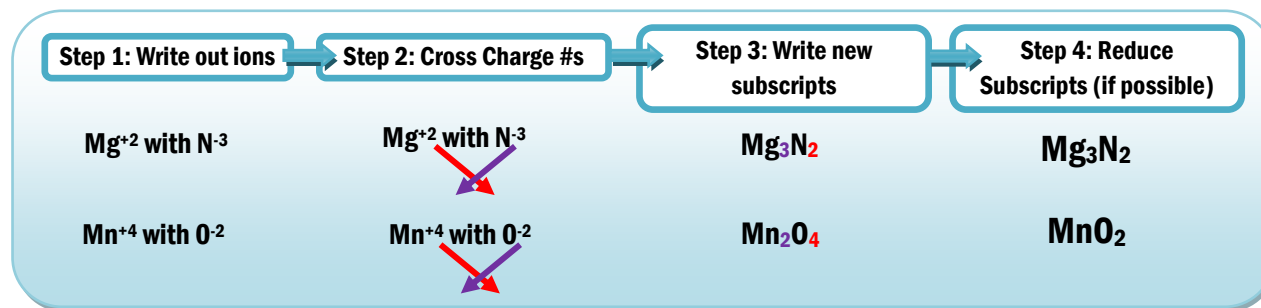 Step 1: Write out ions
Step 2: Cross Charge #s
Step 3: Write new
subscripts
Step 4: Reduce
Subscripts (if possible)
Mg⁺² with N⁻³
Mg⁺² with N⁻³
Mg₃N₂
Mg₃N₂
Mn⁺⁴ with O⁻²
Mn⁺⁴ with O⁻²
Mn₂O₄
MnO₂